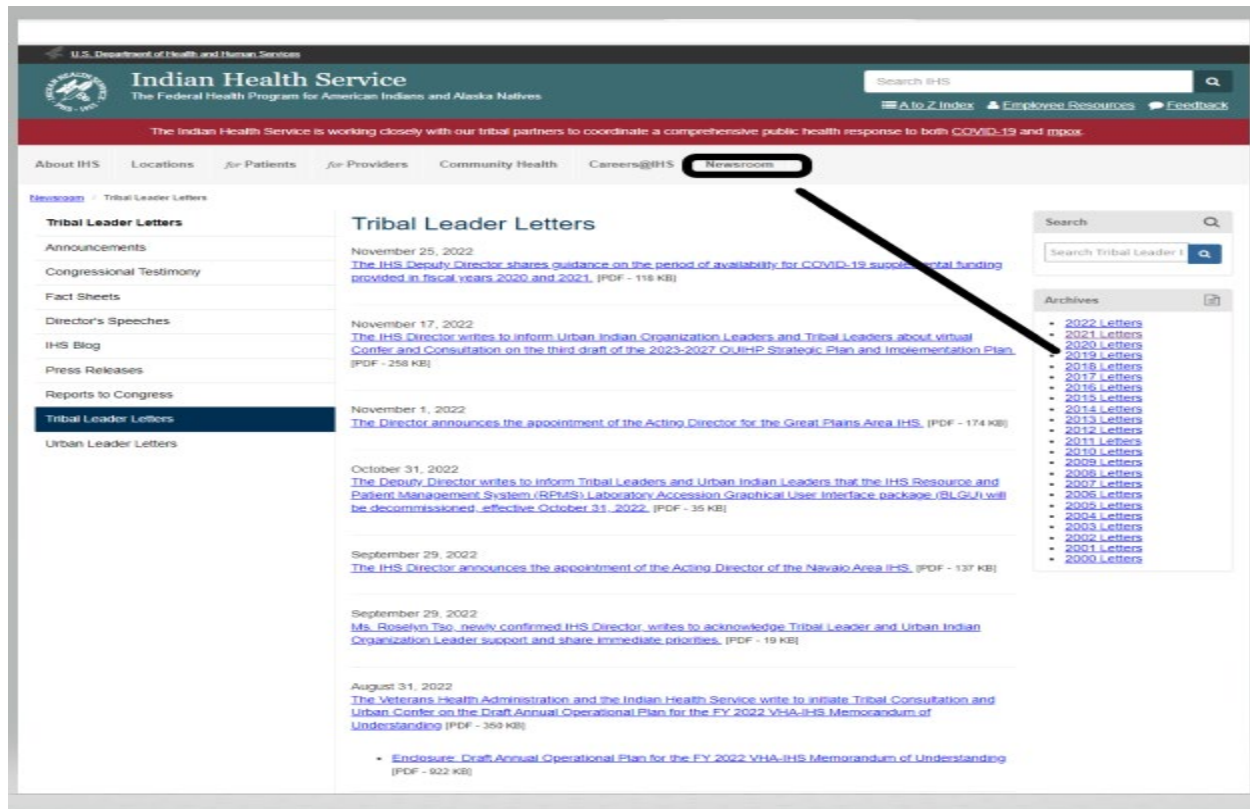 U.S. Department of Health and Human Services
Indian Health Service
The Federal Health Program for American Indians and Alaska Natives
Search IHS
A to Z Index Employee Resources Feedback
The Indian Health Service is working closely with our tribal partners to coordinate a comprehensive public health response to both COVID-19 and mpox.
About IHS Locations for Patients for Providers Community Health Careers@IHS Newsroom
Newsroom / Tribal Leader Letters
Tribal Leader Letters
Announcements
Congressional Testimony
Fact Sheets
Director's Speeches
IHS Blog
Press Releases
Reports to Congress
Tribal Leader Letters
Urban Leader Letters
Tribal Leader Letters
November 25, 2022
The IHS Deputy Director shares guidance on the period of availability for COVID-19 supplemental funding
provided in fiscal years 2020 and 2021. [PDF - 118 KB]
November 17, 2022
The IHS Director writes to inform Urban Indian Organization Leaders and Tribal Leaders about virtual
Confer and Consultation on the third draft of the 2023-2027 OUIHP Strategic Plan and Implementation Plan.
[PDF - 258 KB]
November 1, 2022
The Director announces the appointment of the Acting Director for the Great Plains Area IHS. [PDF - 174 KB]
October 31, 2022
The Deputy Director writes to inform Tribal Leaders and Urban Indian Leaders that the IHS Resource and
Patient Management System (RPMS) Laboratory Accession Graphical User Interface package (BLGU) will
be decommissioned, effective October 31, 2022. [PDF - 35 KB]
September 29, 2022
The IHS Director announces the appointment of the Acting Director of the Navajo Area IHS. [PDF - 137 KB]
September 29, 2022
Ms. Roselyn Tso, newly confirmed IHS Director, writes to acknowledge Tribal Leader and Urban Indian
Organization Leader support and share immediate priorities. [PDF - 19 KB]
August 31, 2022
The Veterans Health Administration and the Indian Health Service write to initiate Tribal Consultation and
Urban Confer on the Draft Annual Operational Plan for the FY 2022 VHA-IHS Memorandum of
Understanding [PDF - 350 KB]
• Enclosure: Draft Annual Operational Plan for the FY 2022 VHA-IHS Memorandum of Understanding
[PDF - 922 KB]
Search
Search Tribal Leader L
Archives
• 2022 Letters
• 2021 Letters
• 2020 Letters
• 2019 Letters
• 2018 Letters
• 2017 Letters
• 2016 Letters
• 2015 Letters
• 2014 Letters
• 2013 Letters
• 2012 Letters
• 2011 Letters
• 2010 Letters
• 2009 Letters
• 2008 Letters
• 2007 Letters
• 2006 Letters
• 2005 Letters
• 2004 Letters
• 2003 Letters
• 2002 Letters
• 2001 Letters
• 2000 Letters